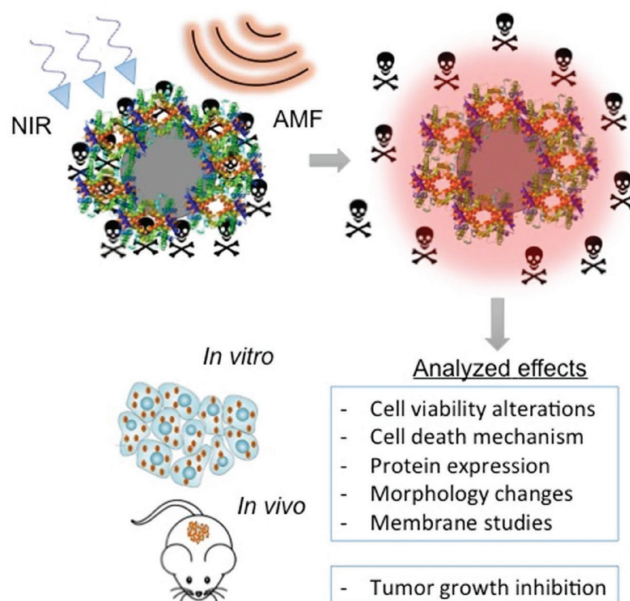 NIR
AMF
In vitro
In vivo
Analyzed effects
- Cell viability alterations
- Cell death mechanism
- Protein expression
- Morphology changes
- Membrane studies
- Tumor growth inhibition